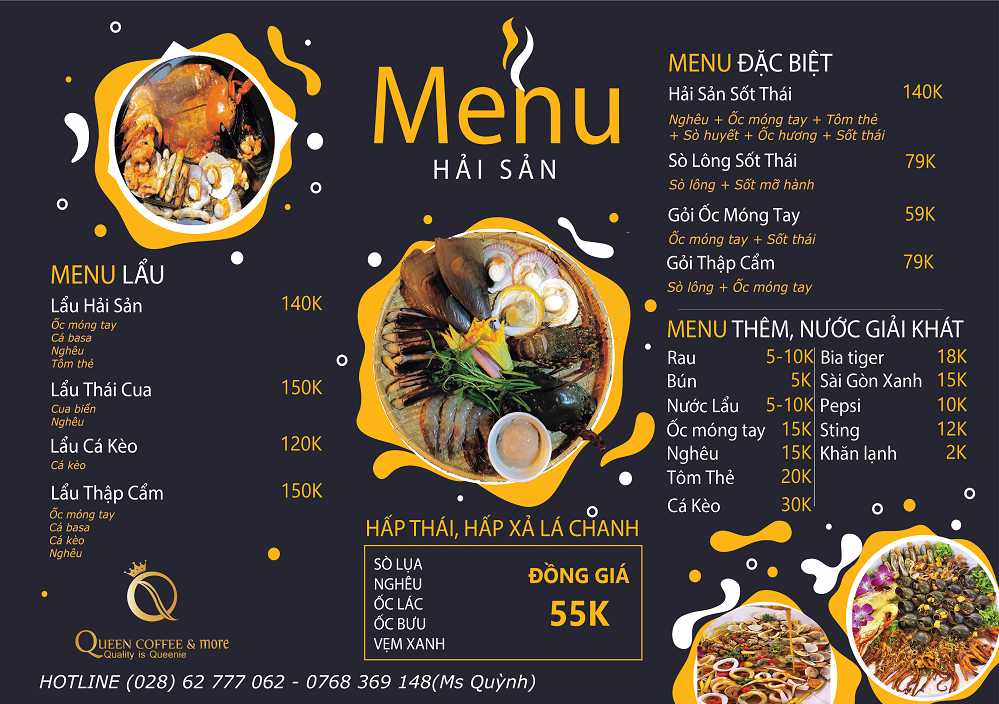 Menu
HẢI SẢN
MENU LẨU
Lẩu Hải Sản 140K
Ốc móng tay
Cá basa
Nghêu
Tôm thẻ
Lẩu Thái Cua 150K
Cua biển
Nghêu
Lẩu Cá Kèo 120K
Cá kèo
Lẩu Thập Cẩm 150K
Ốc móng tay
Cá basa
Cá kèo
Nghêu
QUEEN COFFEE & more
Quality is Queenie
HOTLINE (028) 62 777 062 - 0768 369 148(Ms Quỳnh)
HẤP THÁI, HẤP XẢ LÁ CHANH
SÒ LỤA
NGHÊU
ỐC LÁC
ỐC BƯU
VẸM XANH
ĐỒNG GIÁ
55K
MENU ĐẶC BIỆT
Hải Sản Sốt Thái 140K
Nghêu + Ốc móng tay + Tôm thẻ
+ Sò huyết + Ốc hương + Sốt thái
Sò Lông Sốt Thái 79K
Sò lông + Sốt mỡ hành
Gỏi Ốc Móng Tay 59K
Ốc móng tay + Sốt thái
Gỏi Thập Cẩm 79K
Sò lông + Ốc móng tay
MENU THÊM, NƯỚC GIẢI KHÁT
Rau 5-10K
Bún 5K
Nước Lẩu 5-10K
Ốc móng tay 15K
Nghêu 15K
Tôm Thẻ 20K
Cá Kèo 30K
Bia tiger 18K
Sài Gòn Xanh 15K
Pepsi 10K
Sting 12K
Khăn lạnh 2K